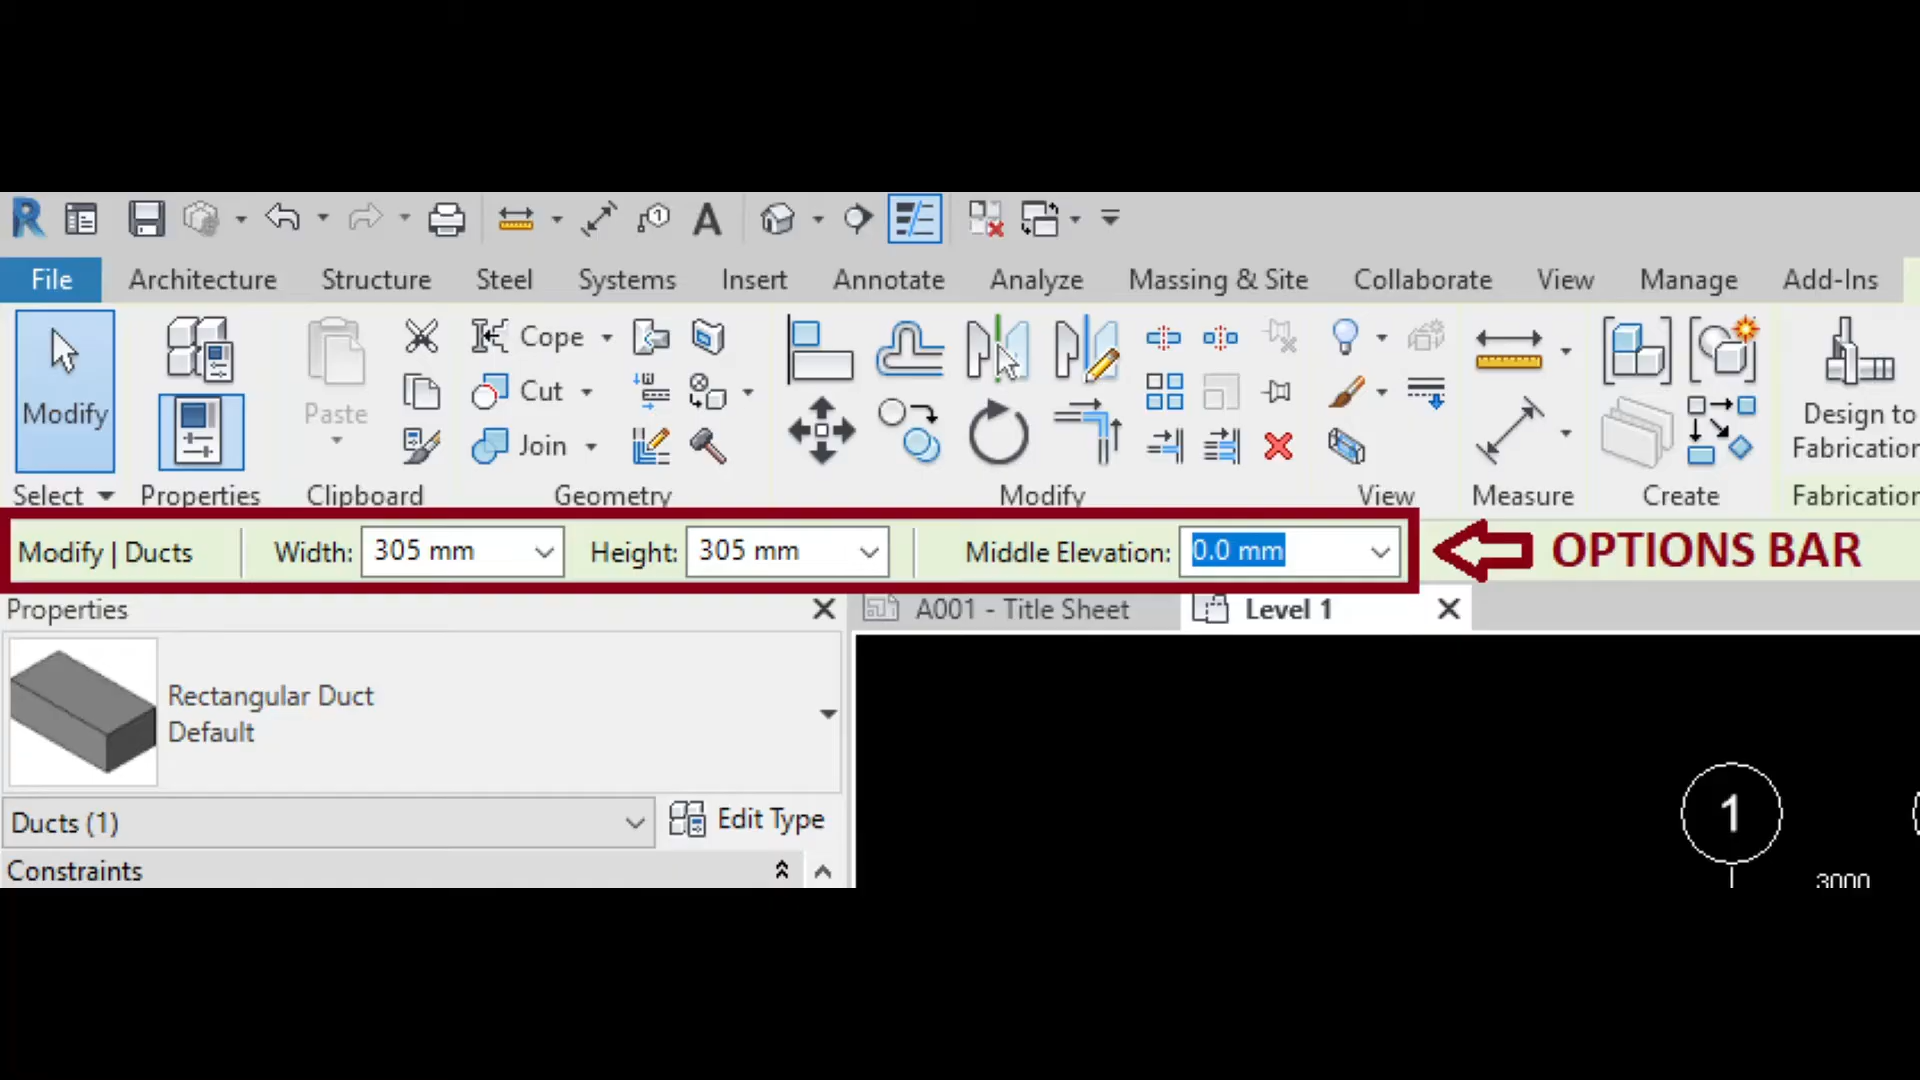 File Architecture Structure Steel Systems Insert Annotate Analyze Massing & Site Collaborate View Manage Add-Ins
Cope
Cut
Join
Modify
Paste
Design to
Fabrication
Select Properties Clipboard Geometry Modify View Measure Create Fabrication
Modify | Ducts Width: 305 mm Height: 305 mm Middle Elevation: 0.0 mm OPTIONS BAR
Properties A001 - Title Sheet Level 1
Rectangular Duct
Default
Ducts (1) Edit Type
Constraints
1
3000